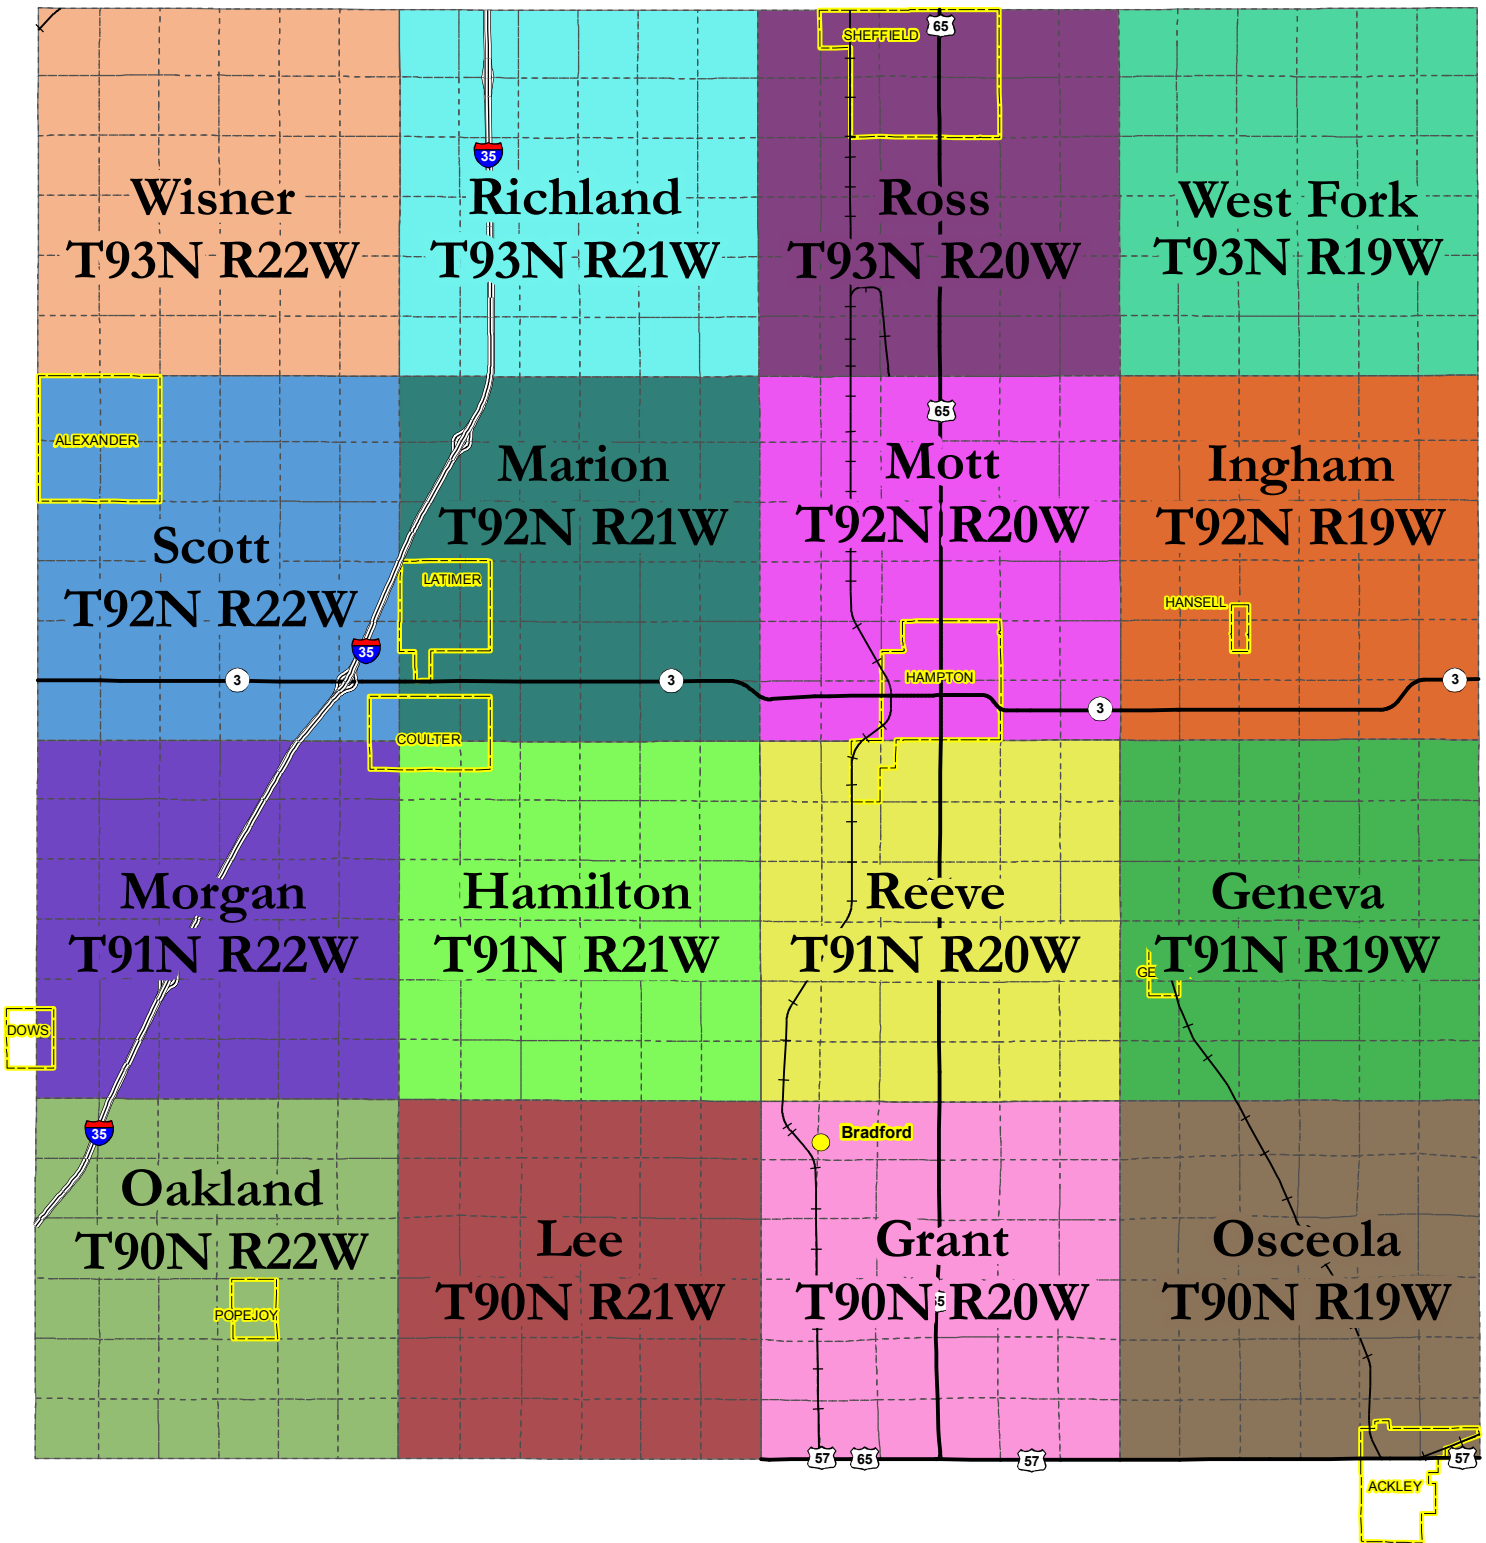 65
SHEFFIELD
35
Wisner
T93N R22W
Richland
T93N R21W
Ross
T93N R20W
West Fork
T93N R19W
ALEXANDER
65
Scott
T92N R22W
Marion
T92N R21W
Mott
T92N R20W
Ingham
T92N R19W
LATIMER
HANSELL
35
3
3
HAMPTON
3
3
COULTER
Morgan
T91N R22W
Hamilton
T91N R21W
Reeve
T91N R20W
Geneva
T91N R19W
GE
DOWS
35
Bradford
Oakland
T90N R22W
Lee
T90N R21W
Grant
T90N R20W
65
Osceola
T90N R19W
POPEJOY
57
65
57
57
ACKLEY